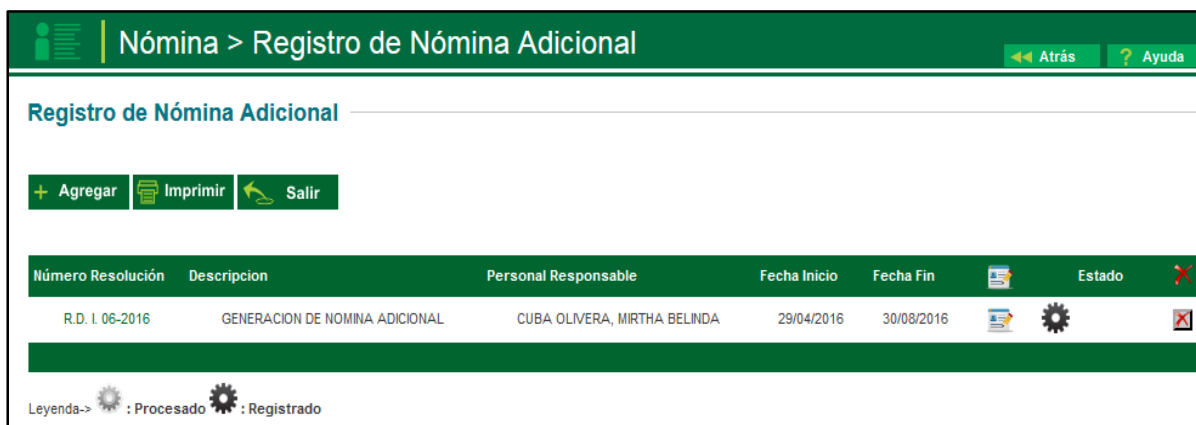 Nómina > Registro de Nómina Adicional
Atrás
? Ayuda
Registro de Nómina Adicional
+ Agregar Imprimir Salir
Número Resolución Descripcion Personal Responsable Fecha Inicio Fecha Fin Estado
R.D. I. 06-2016 GENERACION DE NOMINA ADICIONAL CUBA OLIVERA, MIRTHA BELINDA 29/04/2016 30/08/2016
Leyenda-> : Procesado : Registrado